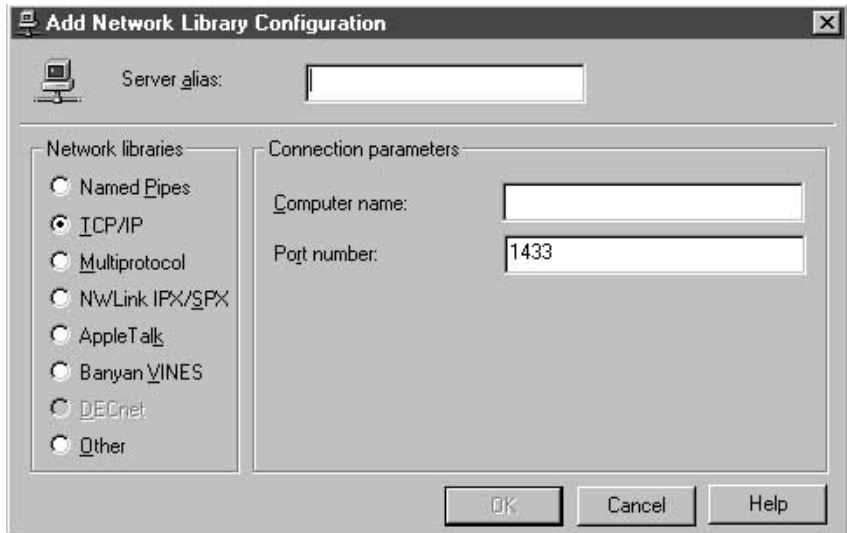 Add Network Library Configuration
Server alias:
Network libraries
Named Pipes
TCP/IP
Multiprotocol
NWLink IPX/SPX
AppleTalk
Banyan VINES
DECnet
Other
Connection parameters
Computer name:
Port number: 1433
OK Cancel Help